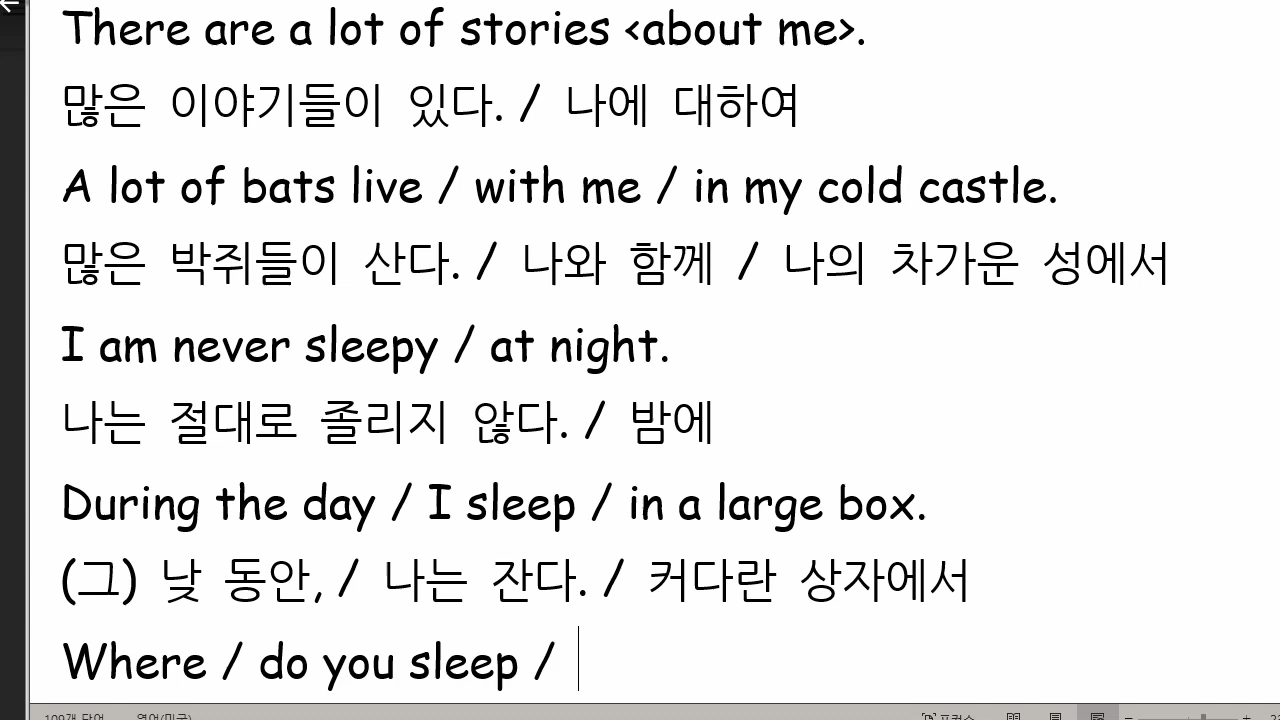 There are a lot of stories <about me>.
많은 이야기들이 있다. / 나에 대하여
A lot of bats live / with me / in my cold castle.
많은 박쥐들이 산다. / 나와 함께 / 나의 차가운 성에서
I am never sleepy / at night.
나는 절대로 졸리지 않다. / 밤에
During the day / I sleep / in a large box.
(그) 낮 동안, / 나는 잔다. / 커다란 상자에서
Where / do you sleep /